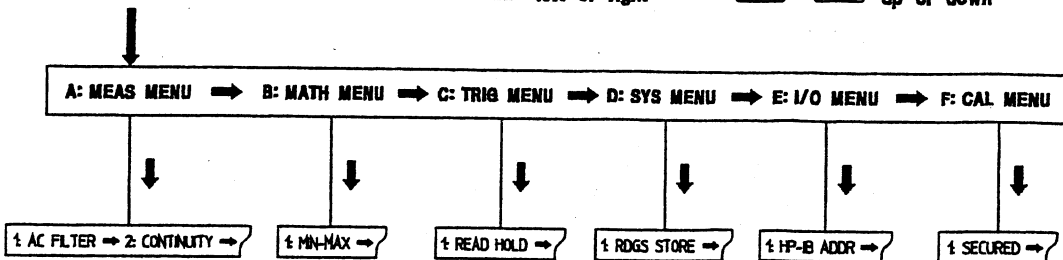 up or down
A: MEAS MENU ➡ B: MATH MENU ➡ C: TRIG MENU ➡ D: SYS MENU ➡ E: I/O MENU ➡ F: CAL MENU
1: AC FILTER ➡ 2: CONTINUITY ➡
1: MIN-MAX ➡
1: READ HOLD ➡
1: RDGS STORE ➡
1: HP-IB ADDR ➡
1: SECURED ➡